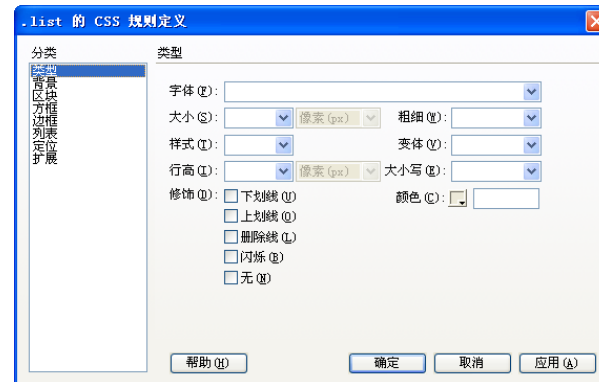 .list 的 CSS 规则定义
分类
类型
背景
区块
方框
边框
列表
定位
扩展
类型
字体(F):
大小(S): 像素(px) 粗细(W):
样式(T): 变体(V):
行高(I): 像素(px) 大小写(R):
修饰(D): 下划线(U) 颜色(C):
上划线(O)
删除线(L)
闪烁(B)
无(N)
帮助(H) 确定 取消 应用(A)